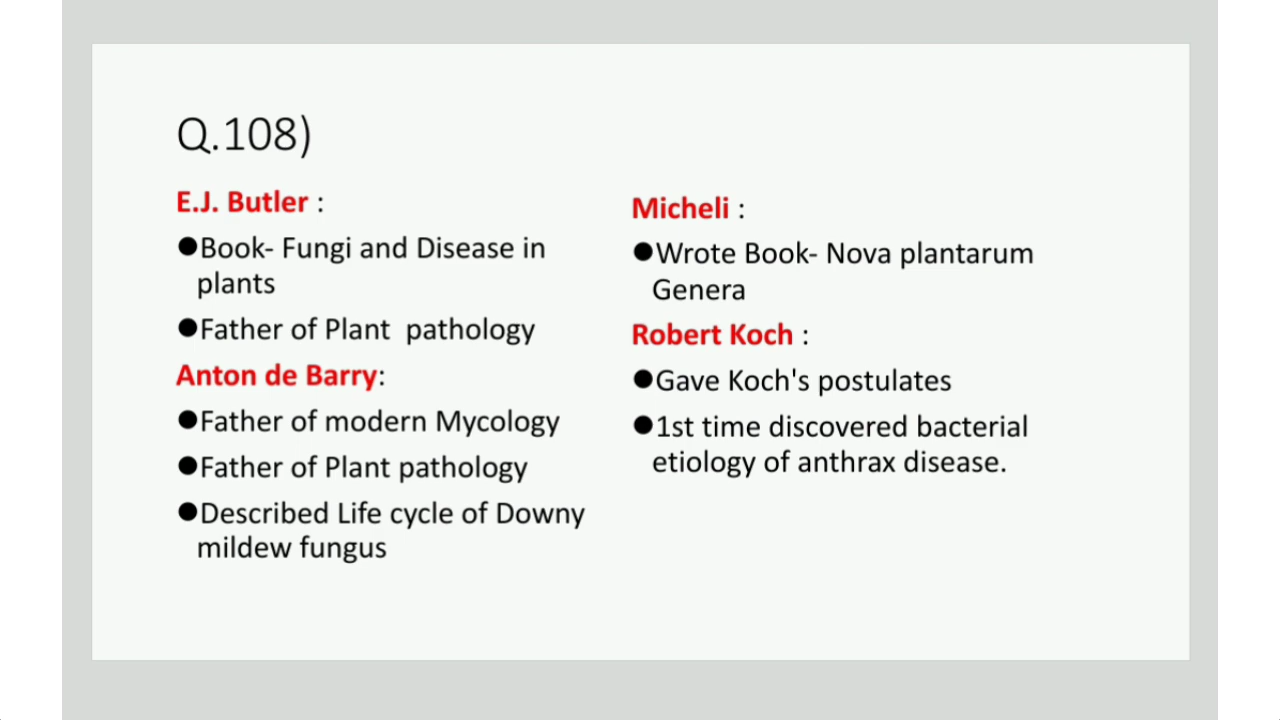 Q.108)
E.J. Butler :
●Book- Fungi and Disease in
plants
●Father of Plant  pathology
Anton de Barry:
●Father of modern Mycology
●Father of Plant pathology
●Described Life cycle of Downy
mildew fungus
Micheli :
●Wrote Book- Nova plantarum
Genera
Robert Koch :
●Gave Koch's postulates
●1st time discovered bacterial
etiology of anthrax disease.